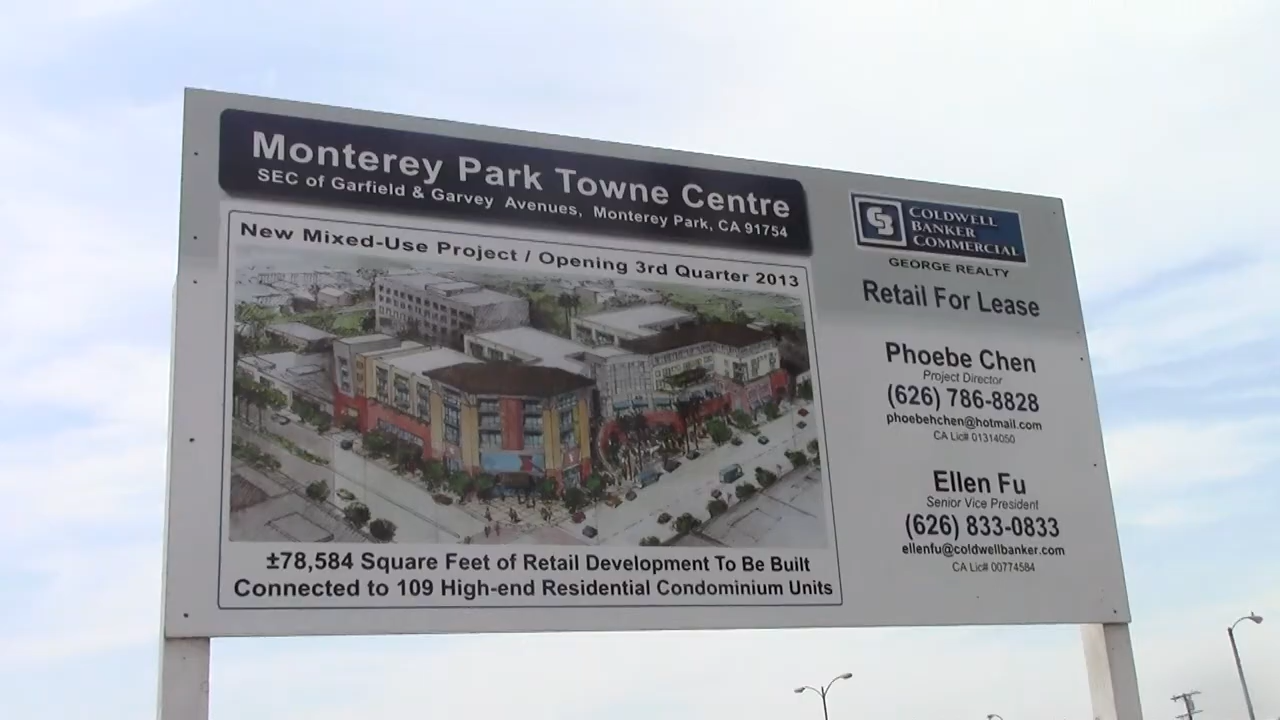 Monterey Park Towne Centre
SEC of Garfield & Garvey Avenues, Monterey Park, CA 91754
New Mixed-Use Project / Opening 3rd Quarter 2013
±78,584 Square Feet of Retail Development To Be Built
Connected to 109 High-end Residential Condominium Units
CB
COLDWELL
BANKER
COMMERCIAL
GEORGE REALTY
Retail For Lease
Phoebe Chen
Project Director
(626) 786-8828
phoebehchen@hotmail.com
CA Lic# 01314050
Ellen Fu
Senior Vice President
(626) 833-0833
ellenfu@coldwellbanker.com
CA Lic# 00774584